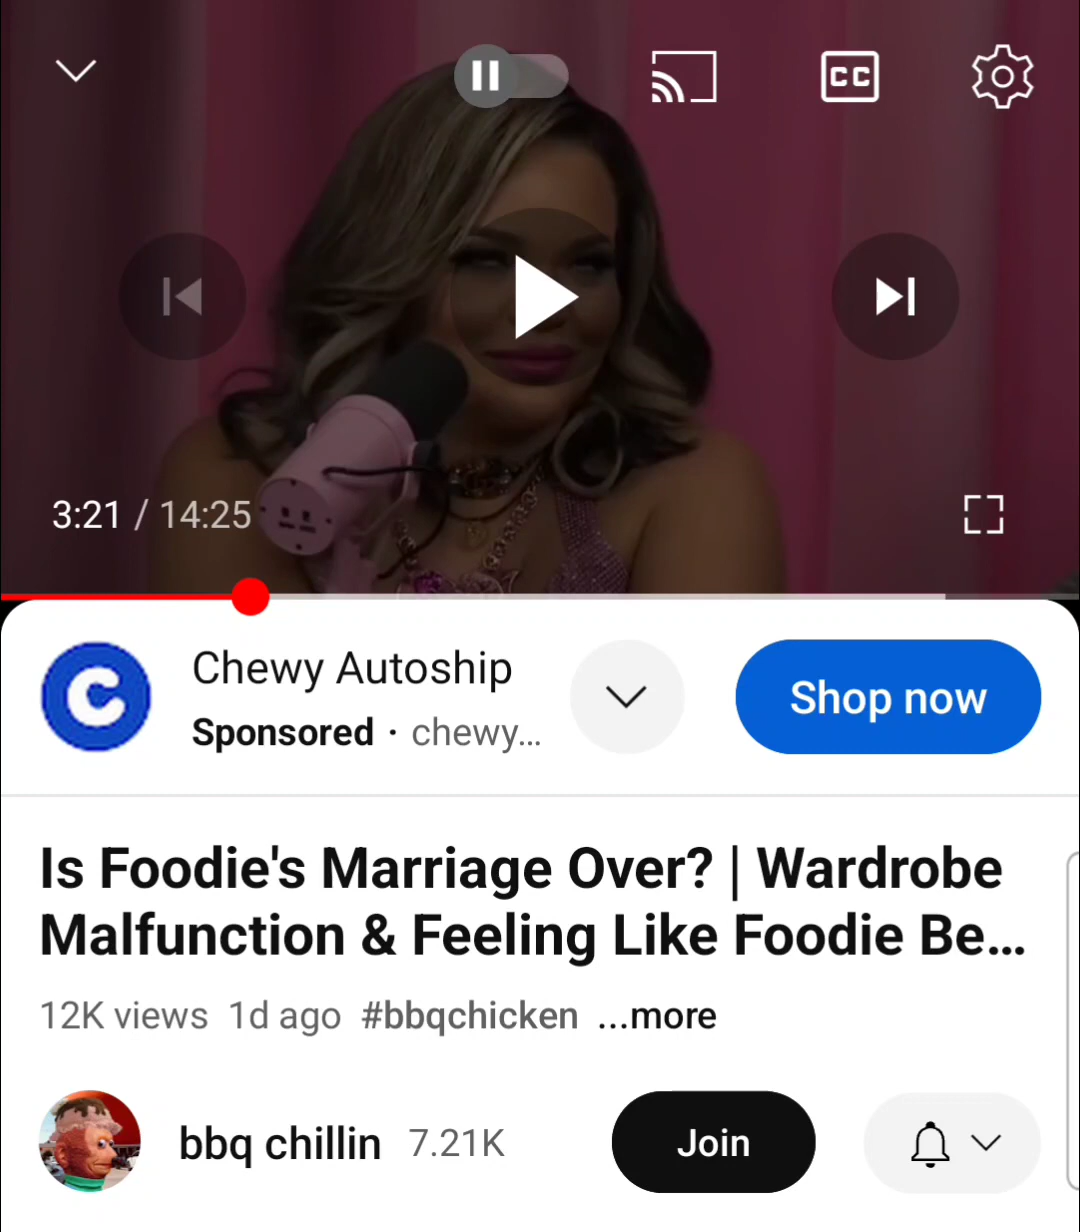 CC
3:21 / 14:25
Chewy Autoship
Sponsored · chewy...
Shop now
Is Foodie's Marriage Over? | Wardrobe
Malfunction & Feeling Like Foodie Be...
12K views 1d ago #bbqchicken ...more
bbq chillin 7.21K
Join